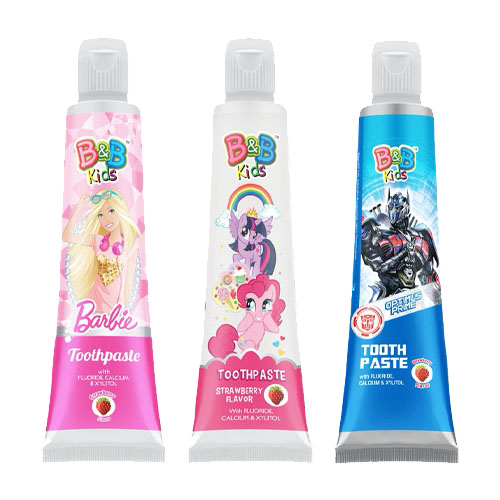 B&B
Kids
Barbie
Toothpaste
with
FLUORIDE, CALCIUM
& XYLITOL
B&B
Kids
TOOTHPASTE
STRAWBERRY
FLAVOR
with FLUORIDE,
CALCIUM & XYLITOL
B&B
Kids
OPTIMUS
PRIME
TOOTH
PASTE
with FLUORIDE,
CALCIUM & XYLITOL